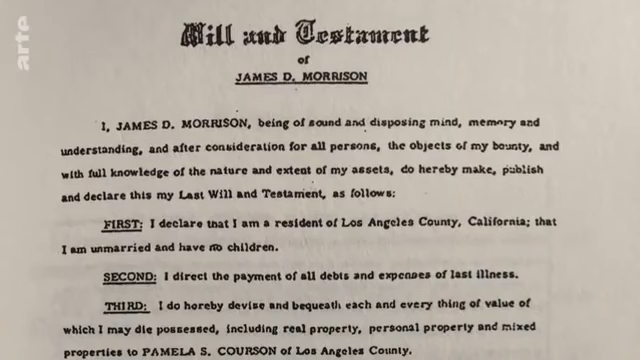 arte
Will and Testament
of
JAMES D. MORRISON
I, JAMES D. MORRISON, being of sound and disposing mind, memory and
understanding, and after consideration for all persons, the objects of my bounty, and
with full knowledge of the nature and extent of my assets, do hereby make, publish
and declare this my Last Will and Testament, as follows:
FIRST: I declare that I am a resident of Los Angeles County, California; that
I am unmarried and have no children.
SECOND: I direct the payment of all debts and expenses of last illness.
THIRD: I do hereby devise and bequeath each and every thing of value of
which I may die possessed, including real property, personal property and mixed
properties to PAMELA S. COURSON of Los Angeles County.